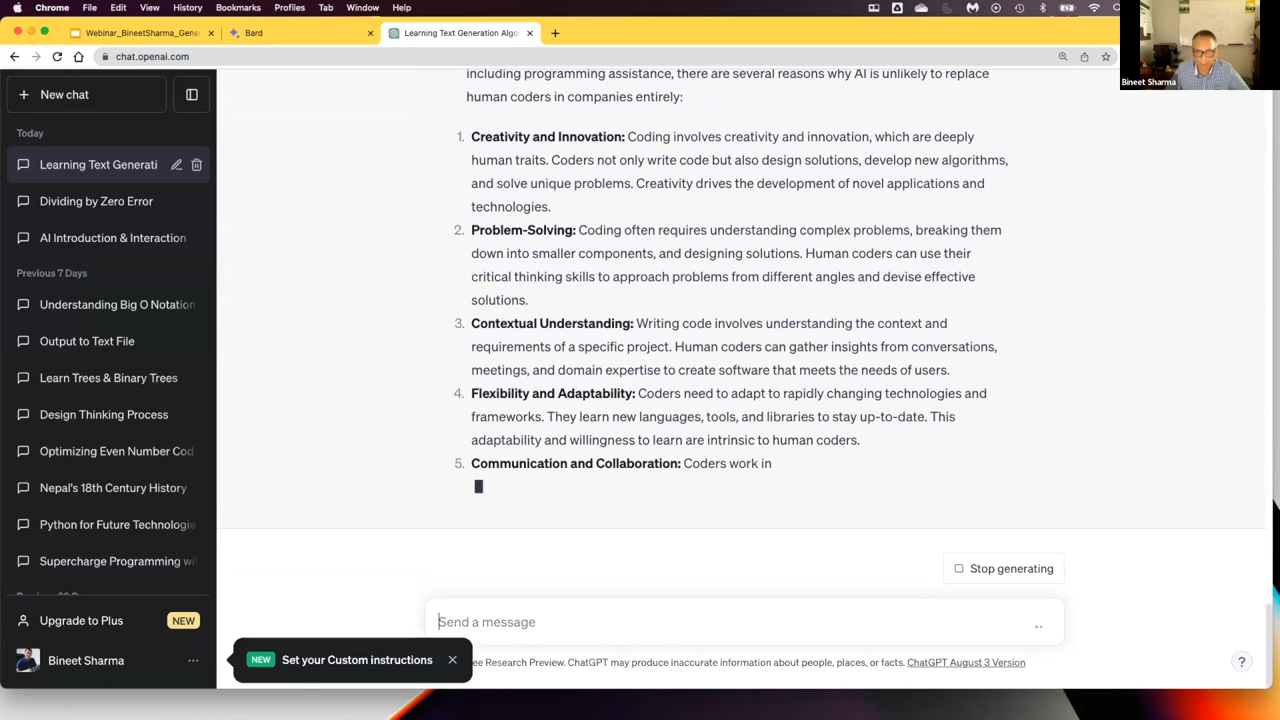 Chrome File Edit View History Bookmarks Profiles Tab Window Help
Webinar_BineetSharma_Gene
Bard
Learning Text Generation Algo
chat.openai.com
Bineet Sharma
New chat
Today
Learning Text Generati
Dividing by Zero Error
AI Introduction & Interaction
Previous 7 Days
Understanding Big O Notation
Output to Text File
Learn Trees & Binary Trees
Design Thinking Process
Optimizing Even Number Cod
Nepal's 18th Century History
Python for Future Technologie
Supercharge Programming wi
Upgrade to Plus NEW
Bineet Sharma
including programming assistance, there are several reasons why AI is unlikely to replace
human coders in companies entirely:
1. Creativity and Innovation: Coding involves creativity and innovation, which are deeply
human traits. Coders not only write code but also design solutions, develop new algorithms,
and solve unique problems. Creativity drives the development of novel applications and
technologies.
2. Problem-Solving: Coding often requires understanding complex problems, breaking them
down into smaller components, and designing solutions. Human coders can use their
critical thinking skills to approach problems from different angles and devise effective
solutions.
3. Contextual Understanding: Writing code involves understanding the context and
requirements of a specific project. Human coders can gather insights from conversations,
meetings, and domain expertise to create software that meets the needs of users.
4. Flexibility and Adaptability: Coders need to adapt to rapidly changing technologies and
frameworks. They learn new languages, tools, and libraries to stay up-to-date. This
adaptability and willingness to learn are intrinsic to human coders.
5. Communication and Collaboration: Coders work in
Stop generating
Send a message
NEW Set your Custom instructions
ee Research Preview. ChatGPT may produce inaccurate information about people, places, or facts. ChatGPT August 3 Version
?